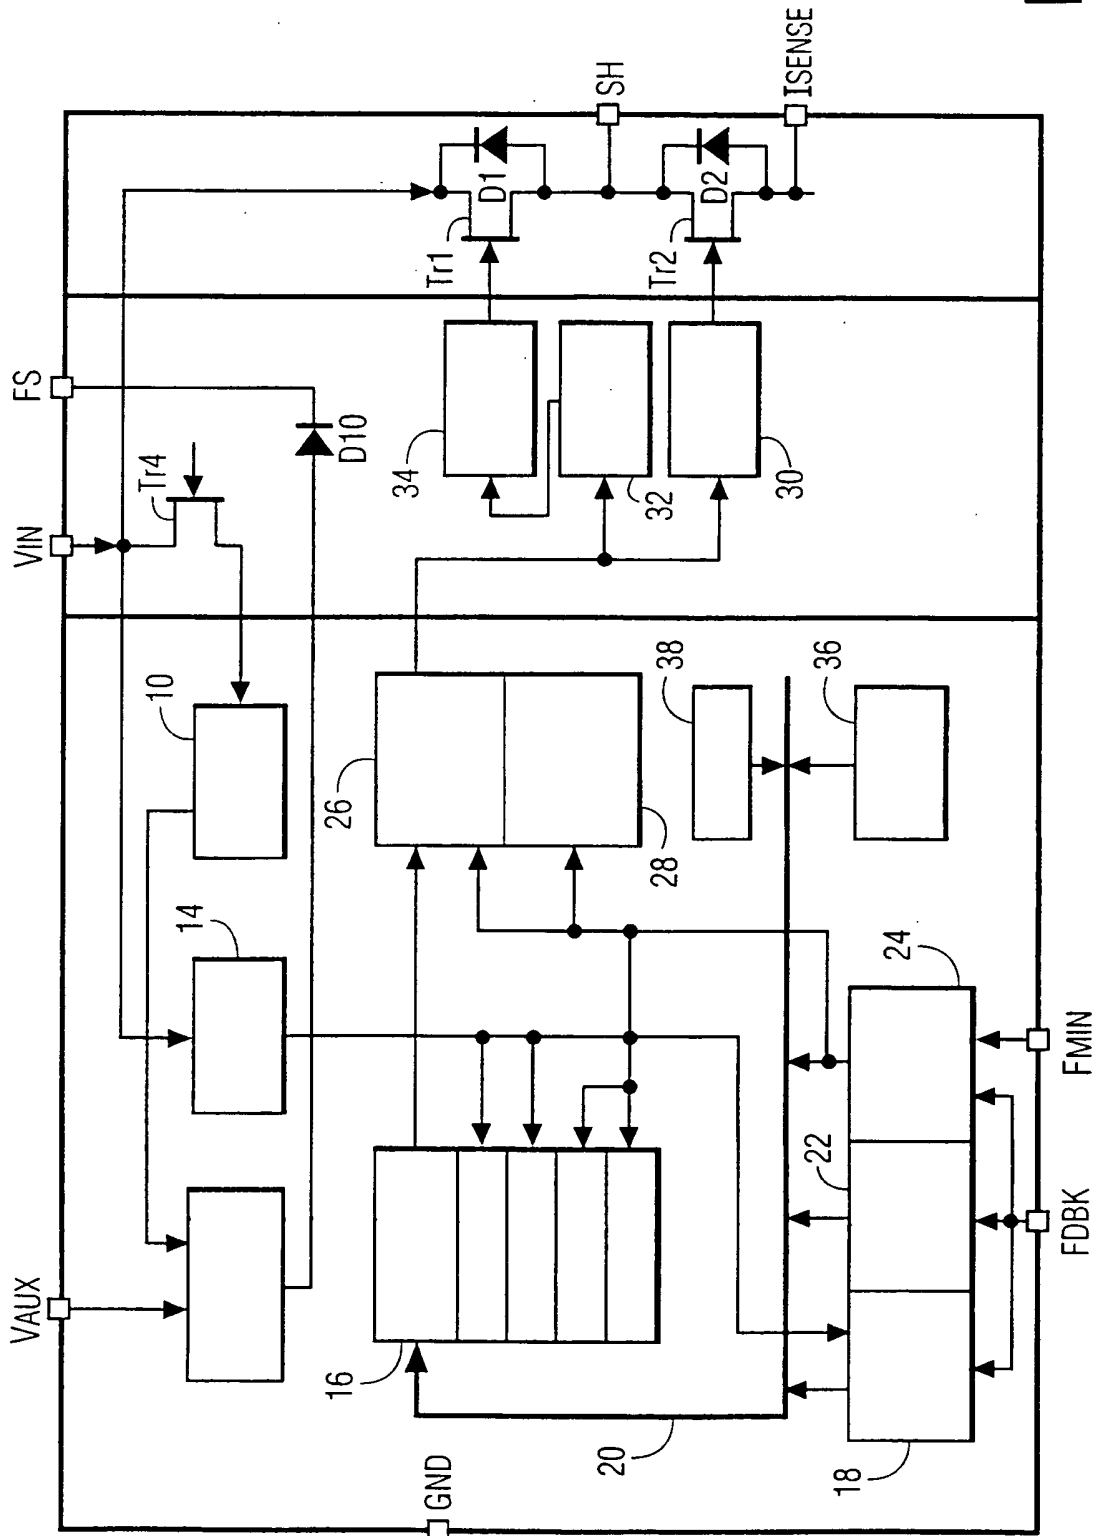 VAUX
VIN
FS
GND
10
14
16
18
20
22
24
26
28
30
32
34
36
38
Tr4
D10
Tr1
D1
Tr2
D2
SH
ISENSE
FDBK
FMIN